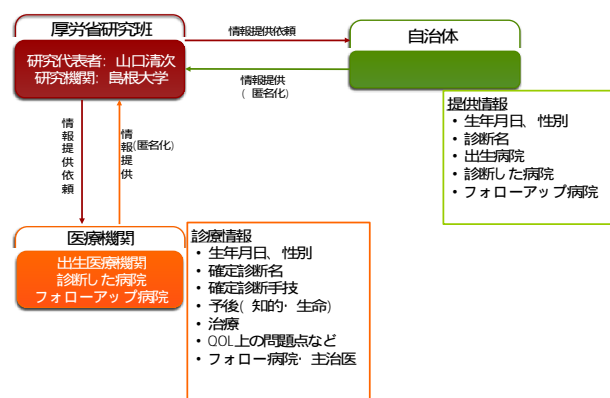 厚労省研究班
研究代表者: 山口清次
研究機関: 島根大学
情報提供依頼
情報提供
( 匿名化)
自治体
提供情報
• 生年月日、性別
• 診断名
• 出生病院
• 診断した病院
• フォローアップ病院
情報提供依頼
情報提供
(匿名化)
医療機関
出生医療機関
診断した病院
フォローアップ病院
診療情報
• 生年月日、性別
• 確定診断名
• 確定診断手技
• 予後( 知的· 生命)
• 治療
• QOL上の問題点など
• フォロー病院· 主治医